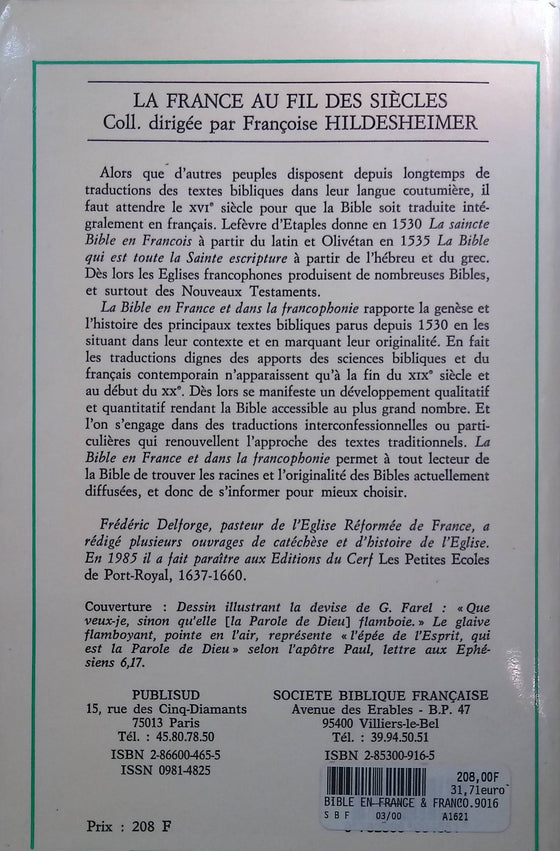 LA FRANCE AU FIL DES SIÈCLES
Coll. dirigée par Françoise HILDESHEIMER
Alors que d'autres peuples disposent depuis longtemps de
traductions des textes bibliques dans leur langue coutumière, il
faut attendre le XVIe siècle pour que la Bible soit traduite inté-
gralement en français. Lefèvre d'Etaples donne en 1530 La saincte
Bible en Francois à partir du latin et Olivétan en 1535 La Bible
qui est toute la Sainte escripture à partir de l'hébreu et du grec.
Dès lors les Eglises francophones produisent de nombreuses Bibles,
et surtout des Nouveaux Testaments.
La Bible en France et dans la francophonie rapporte la genèse et
l'histoire des principaux textes bibliques parus depuis 1530 en les
situant dans leur contexte et en marquant leur originalité. En fait
les traductions dignes des apports des sciences bibliques et du
français contemporain n'apparaissent qu'à la fin du XIXe siècle et
au début du XXe. Dès lors se manifeste un développement qualitatif
et quantitatif rendant la Bible accessible au plus grand nombre. Et
l'on s'engage dans des traductions interconfessionnelles ou parti-
culières qui renouvellent l'approche des textes traditionnels. La
Bible en France et dans la francophonie permet à tout lecteur de
la Bible de trouver les racines et l'originalité des Bibles actuellement
diffusées, et donc de s'informer pour mieux choisir.
Frédéric Delforge, pasteur de l'Eglise Réformée de France, a
rédigé plusieurs ouvrages de catéchèse et d'histoire de l'Eglise.
En 1985 il a fait paraître aux Editions du Cerf Les Petites Ecoles
de Port-Royal, 1637-1660.
Couverture : Dessin illustrant la devise de G. Farel : « Que
veux-je, sinon qu'elle [la Parole de Dieu] flamboie. » Le glaive
flamboyant, pointe en l'air, représente « l'épée de l'Esprit, qui
est la Parole de Dieu » selon l'apôtre Paul, lettre aux Ephé-
siens 6,17.
PUBLISUD
15, rue des Cinq-Diamants
75013 Paris
Tél. : 45.80.78.50
ISBN 2-86600-465-5
ISSN 0981-4825
SOCIETE BIBLIQUE FRANÇAISE
Avenue des Erables - B.P. 47
95400 Villiers-le-Bel
Tél. : 39.94.50.51
ISBN 2-85300-916-5
208,00F
31,71euro
BIBLE EN FRANCE & FRANCO.9016
S B F 03/00 A1621
Prix : 208 F